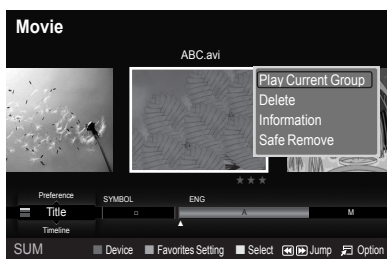 Movie
ABC.avi
Play Current Group
Delete
Information
Safe Remove
Preference
SYMBOL
ENG
Title
A
M
Timeline
SUM
Device
Favorites Setting
Select
Jump
Option